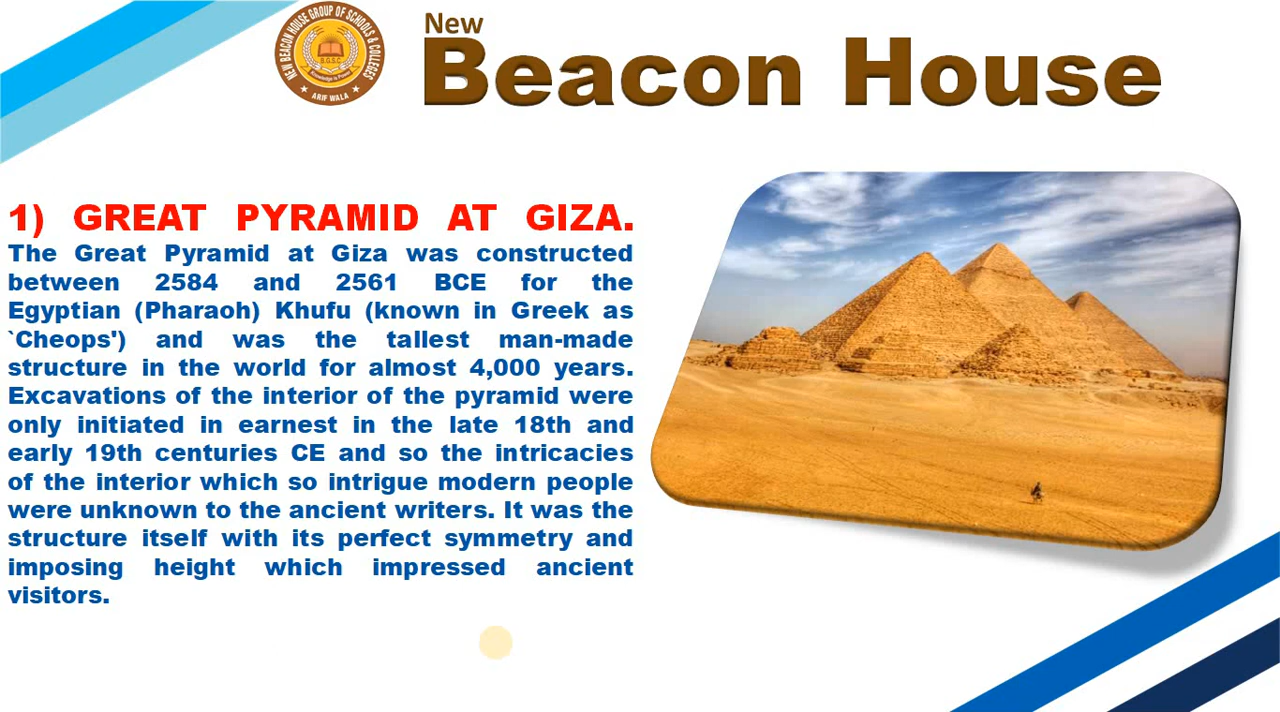 NEW BEACON HOUSE GROUP OF SCHOOLS & COLLEGES
B.G.S.C
Knowledge is Power
ARIF WALA
New
Beacon House
1) GREAT PYRAMID AT GIZA.
The Great Pyramid at Giza was constructed
between 2584 and 2561 BCE for the
Egyptian (Pharaoh) Khufu (known in Greek as
`Cheops') and was the tallest man-made
structure in the world for almost 4,000 years.
Excavations of the interior of the pyramid were
only initiated in earnest in the late 18th and
early 19th centuries CE and so the intricacies
of the interior which so intrigue modern people
were unknown to the ancient writers. It was the
structure itself with its perfect symmetry and
imposing height which impressed ancient
visitors.